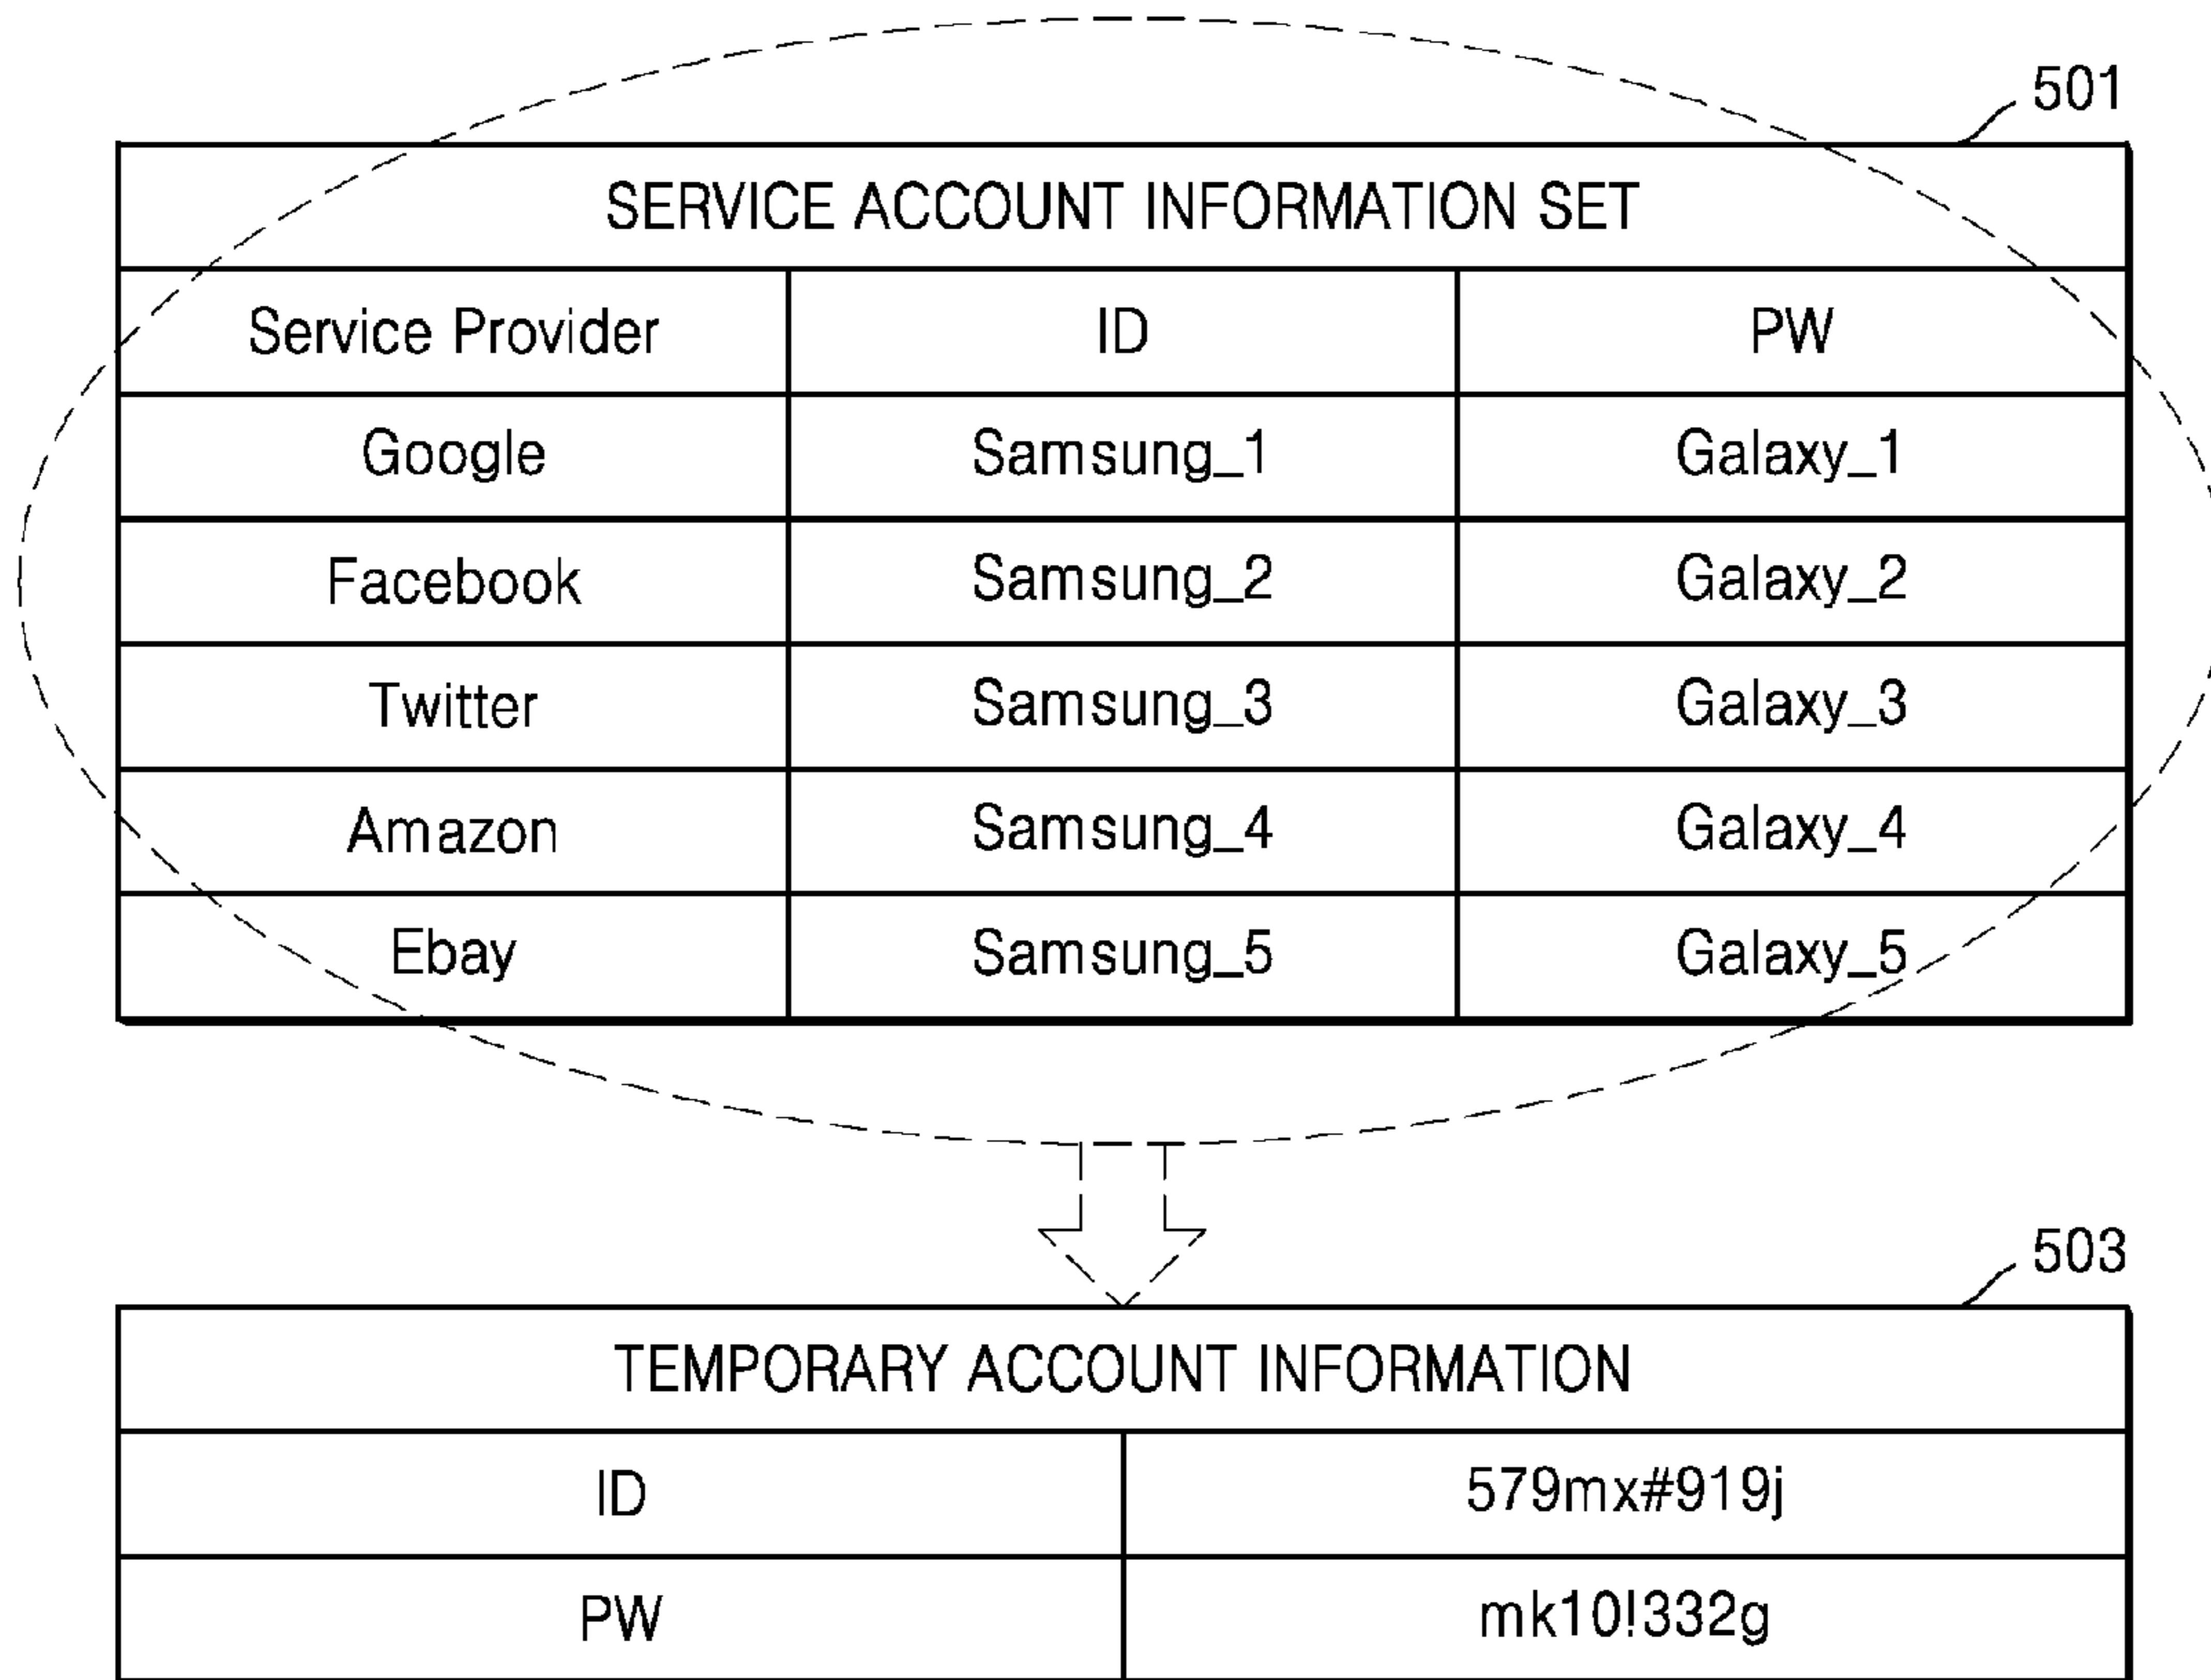 501
SERVICE ACCOUNT INFORMATION SET
Service Provider ID PW
Google Samsung_1 Galaxy_1
Facebook Samsung_2 Galaxy_2
Twitter Samsung_3 Galaxy_3
Amazon Samsung_4 Galaxy_4
Ebay Samsung_5 Galaxy_5
503
TEMPORARY ACCOUNT INFORMATION
ID 579mx#919j
PW mk10!332g